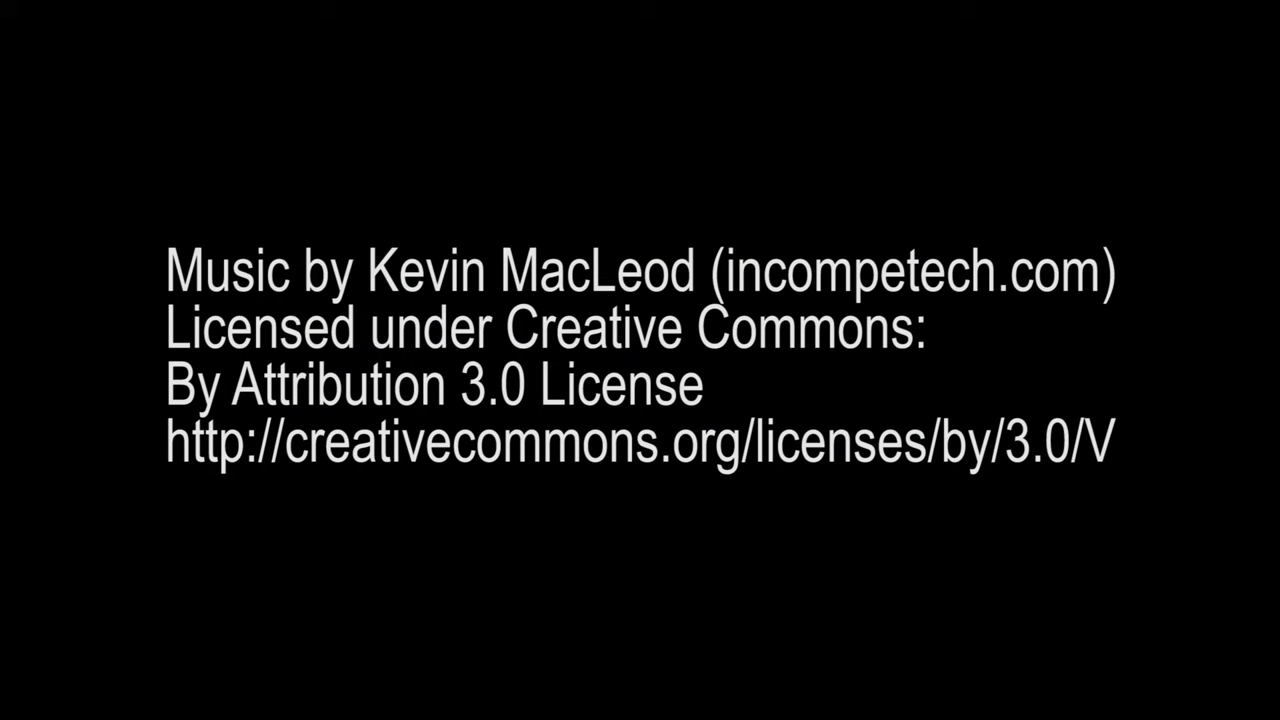 Music by Kevin MacLeod (incompetech.com)
Licensed under Creative Commons:
By Attribution 3.0 License
http://creativecommons.org/licenses/by/3.0/V